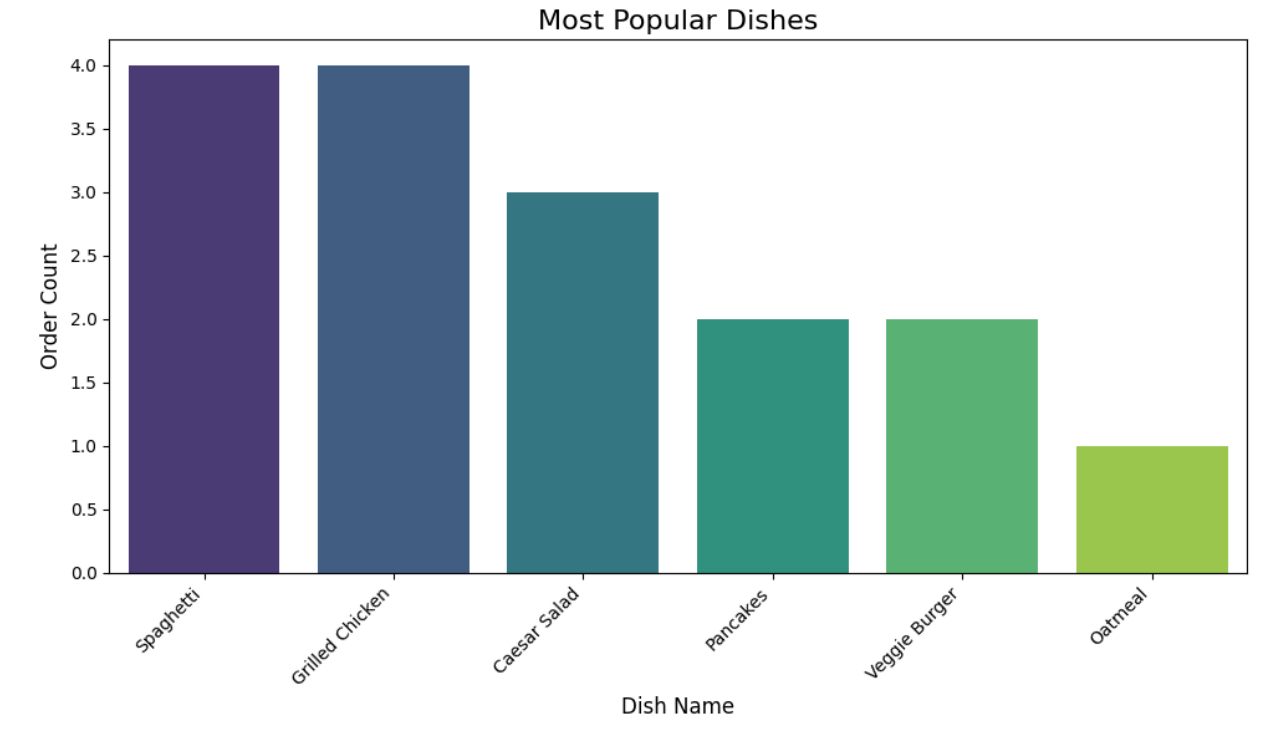 Most Popular Dishes
Order Count
4.0
3.5
3.0
2.5
2.0
1.5
1.0
0.5
0.0
Spaghetti
Grilled Chicken
Caesar Salad
Pancakes
Veggie Burger
Oatmeal
Dish Name